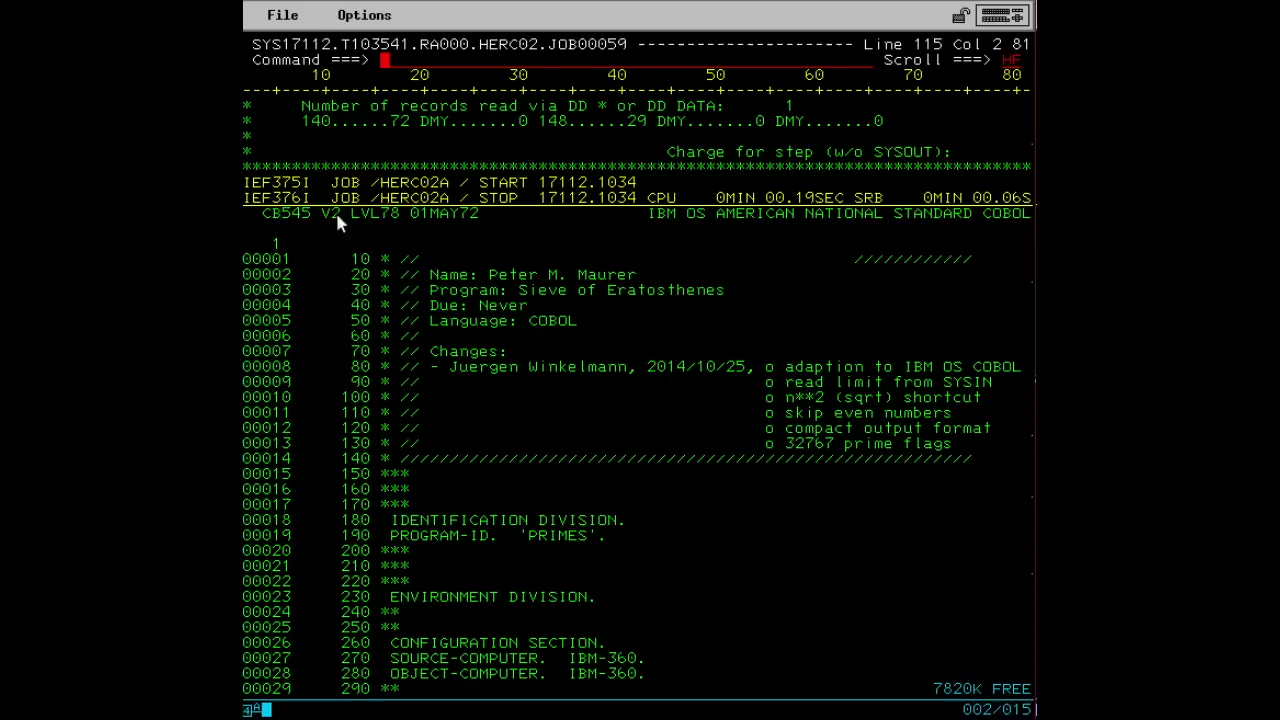 File Options
SYS17112.T103541.RA000.HERC02.JOB00059 ---------------------- Line 115 Col 2 81
Command ===> Scroll ===> HF
10 20 30 40 50 60 70 80
----+----+----+----+----+----+----+----+----+----+----+----+----+----+----+----+-
* Number of records read via DD * or DD DATA: 1
* 140......72 DMY.......0 148......29 DMY.......0 DMY.......0
*
* Charge for step (w/o SYSOUT):
********************************************************************************
IEF375I JOB /HERC02A / START 17112.1034
IEF376I JOB /HERC02A / STOP 17112.1034 CPU 0MIN 00.19SEC SRB 0MIN 00.06S
CB545 V2 LVL78 01MAY72 IBM OS AMERICAN NATIONAL STANDARD COBOL
1
00001 10 * // ////////////
00002 20 * // Name: Peter M. Maurer
00003 30 * // Program: Sieve of Eratosthenes
00004 40 * // Due: Never
00005 50 * // Language: COBOL
00006 60 * //
00007 70 * // Changes:
00008 80 * // - Juergen Winkelmann, 2014/10/25, o adaption to IBM OS COBOL
00009 90 * // o read limit from SYSIN
00010 100 * // o n**2 (sqrt) shortcut
00011 110 * // o skip even numbers
00012 120 * // o compact output format
00013 130 * // o 32767 prime flags
00014 140 * //////////////////////////////////////////////////////////
00015 150 ***
00016 160 ***
00017 170 ***
00018 180 IDENTIFICATION DIVISION.
00019 190 PROGRAM-ID. 'PRIMES'.
00020 200 ***
00021 210 ***
00022 220 ***
00023 230 ENVIRONMENT DIVISION.
00024 240 **
00025 250 **
00026 260 CONFIGURATION SECTION.
00027 270 SOURCE-COMPUTER. IBM-360.
00028 280 OBJECT-COMPUTER. IBM-360.
00029 290 ** 7820K FREE
4A 002/015